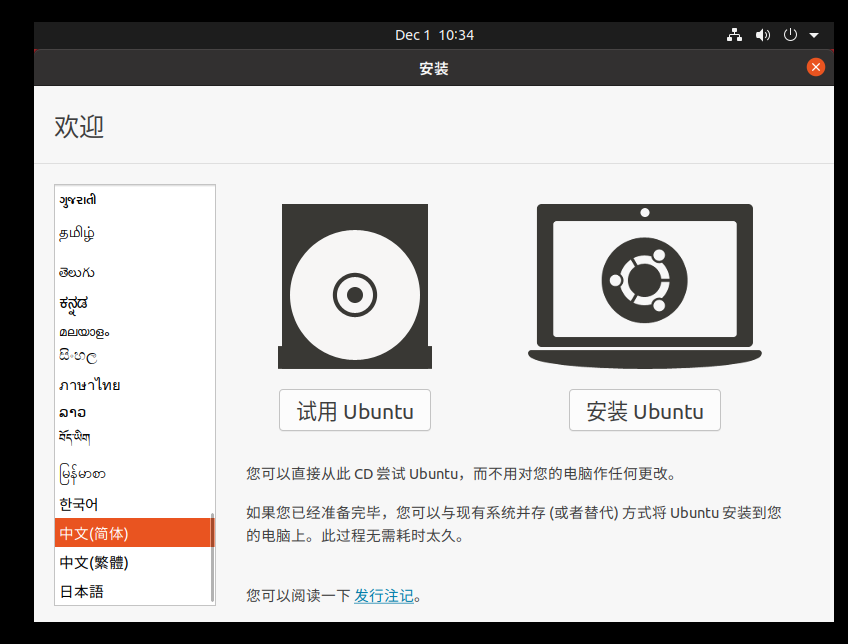 Dec 1 10:34
安装
欢迎
ગુજરાતી
தமிழ்
తెలుగు
ಕನ್ನಡ
മലയാളം
සිංහල
ภาษาไทย
ລາວ
བོད་ཡིག
မြန်မာစာ
한국어
中文(简体)
中文(繁體)
日本語
试用 Ubuntu
安装 Ubuntu
您可以直接从此 CD 尝试 Ubuntu，而不用对您的电脑作任何更改。
如果您已经准备完毕，您可以与现有系统并存 (或者替代) 方式将 Ubuntu 安装到您
的电脑上。此过程无需耗时太久。
您可以阅读一下 发行注记。